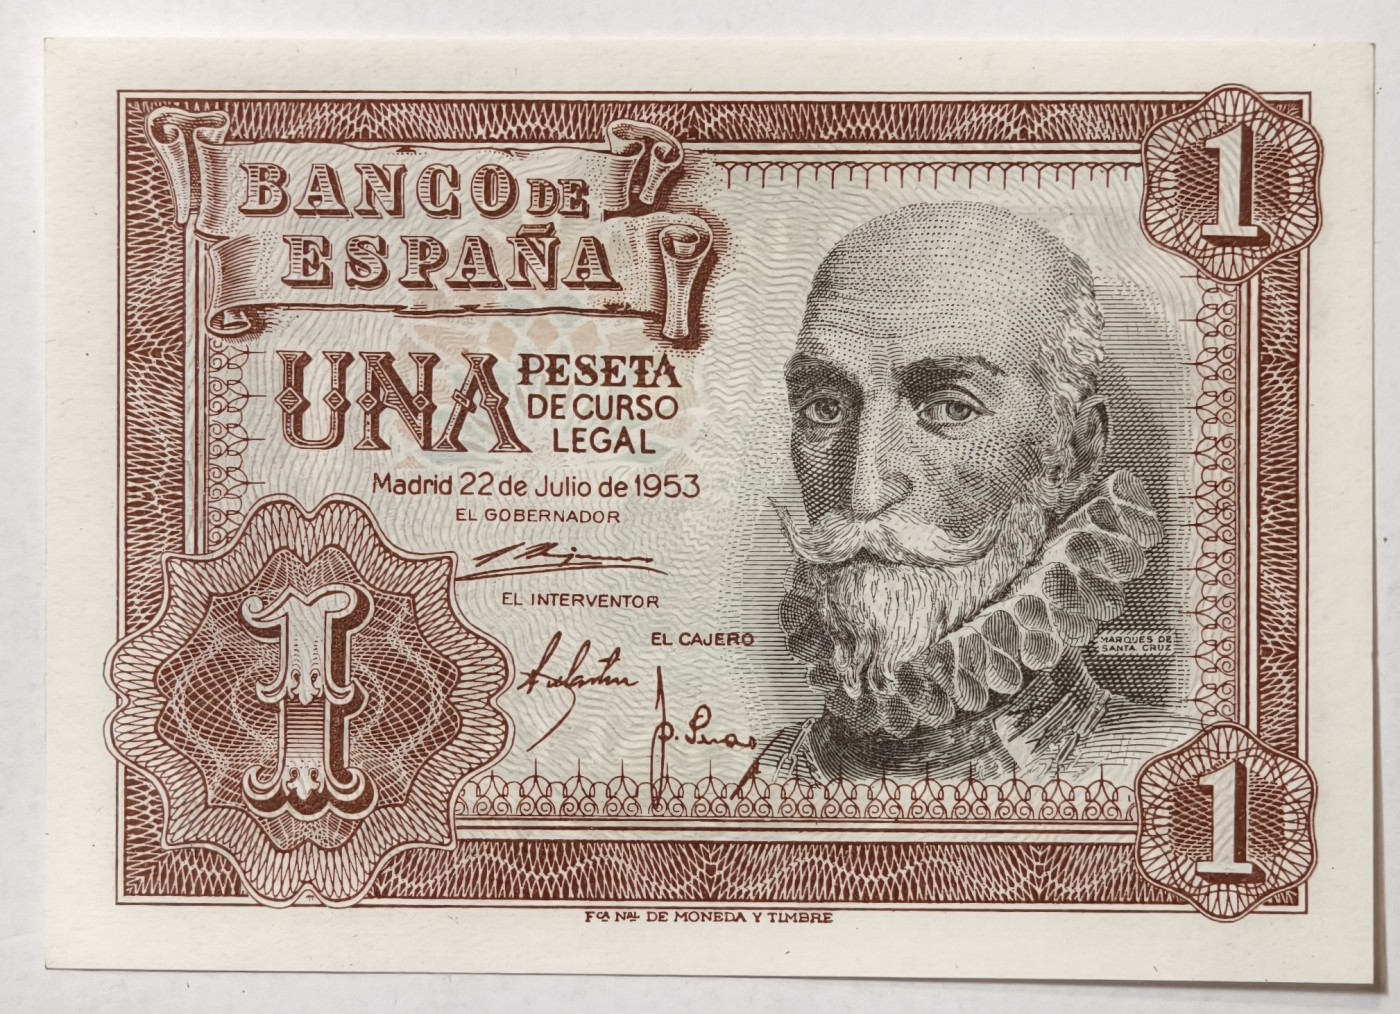 1
BANCO DE
ESPAÑA
UNA PESETA
DE CURSO
LEGAL
Madrid 22 de Julio de 1953
EL GOBERNADOR
EL INTERVENTOR
EL CAJERO
MARQUES DE
SANTA CRUZ
1
1
Fca Nal DE MONEDA Y TIMBRE